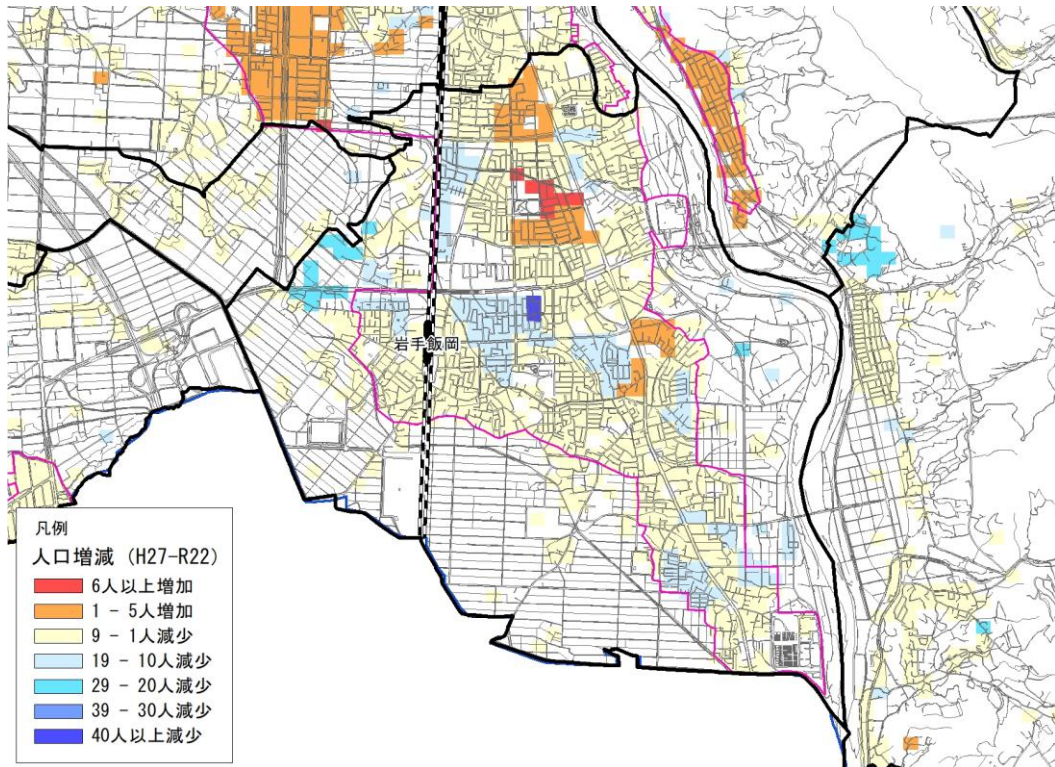 岩手飯岡
凡例
人口増減 (H27-R22)
6人以上増加
1 - 5人増加
9 - 1人減少
19 - 10人減少
29 - 20人減少
39 - 30人減少
40人以上減少